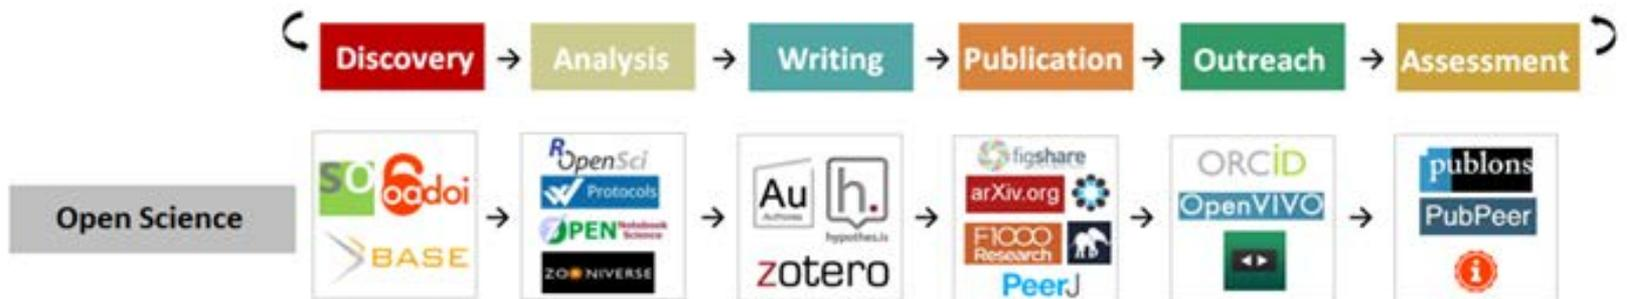 Discovery → Analysis → Writing → Publication → Outreach → Assessment
Open Science
SO
oadoi
BASE
→
ROpenSci
Protocols
OPEN Notebook Science
ZOONIVERSE
→
Au
Authorea
h.
hypothes.is
zotero
→
figshare
arXiv.org
F1000 Research
PeerJ
→
ORCiD
OpenVIVO
→
publons
PubPeer
i